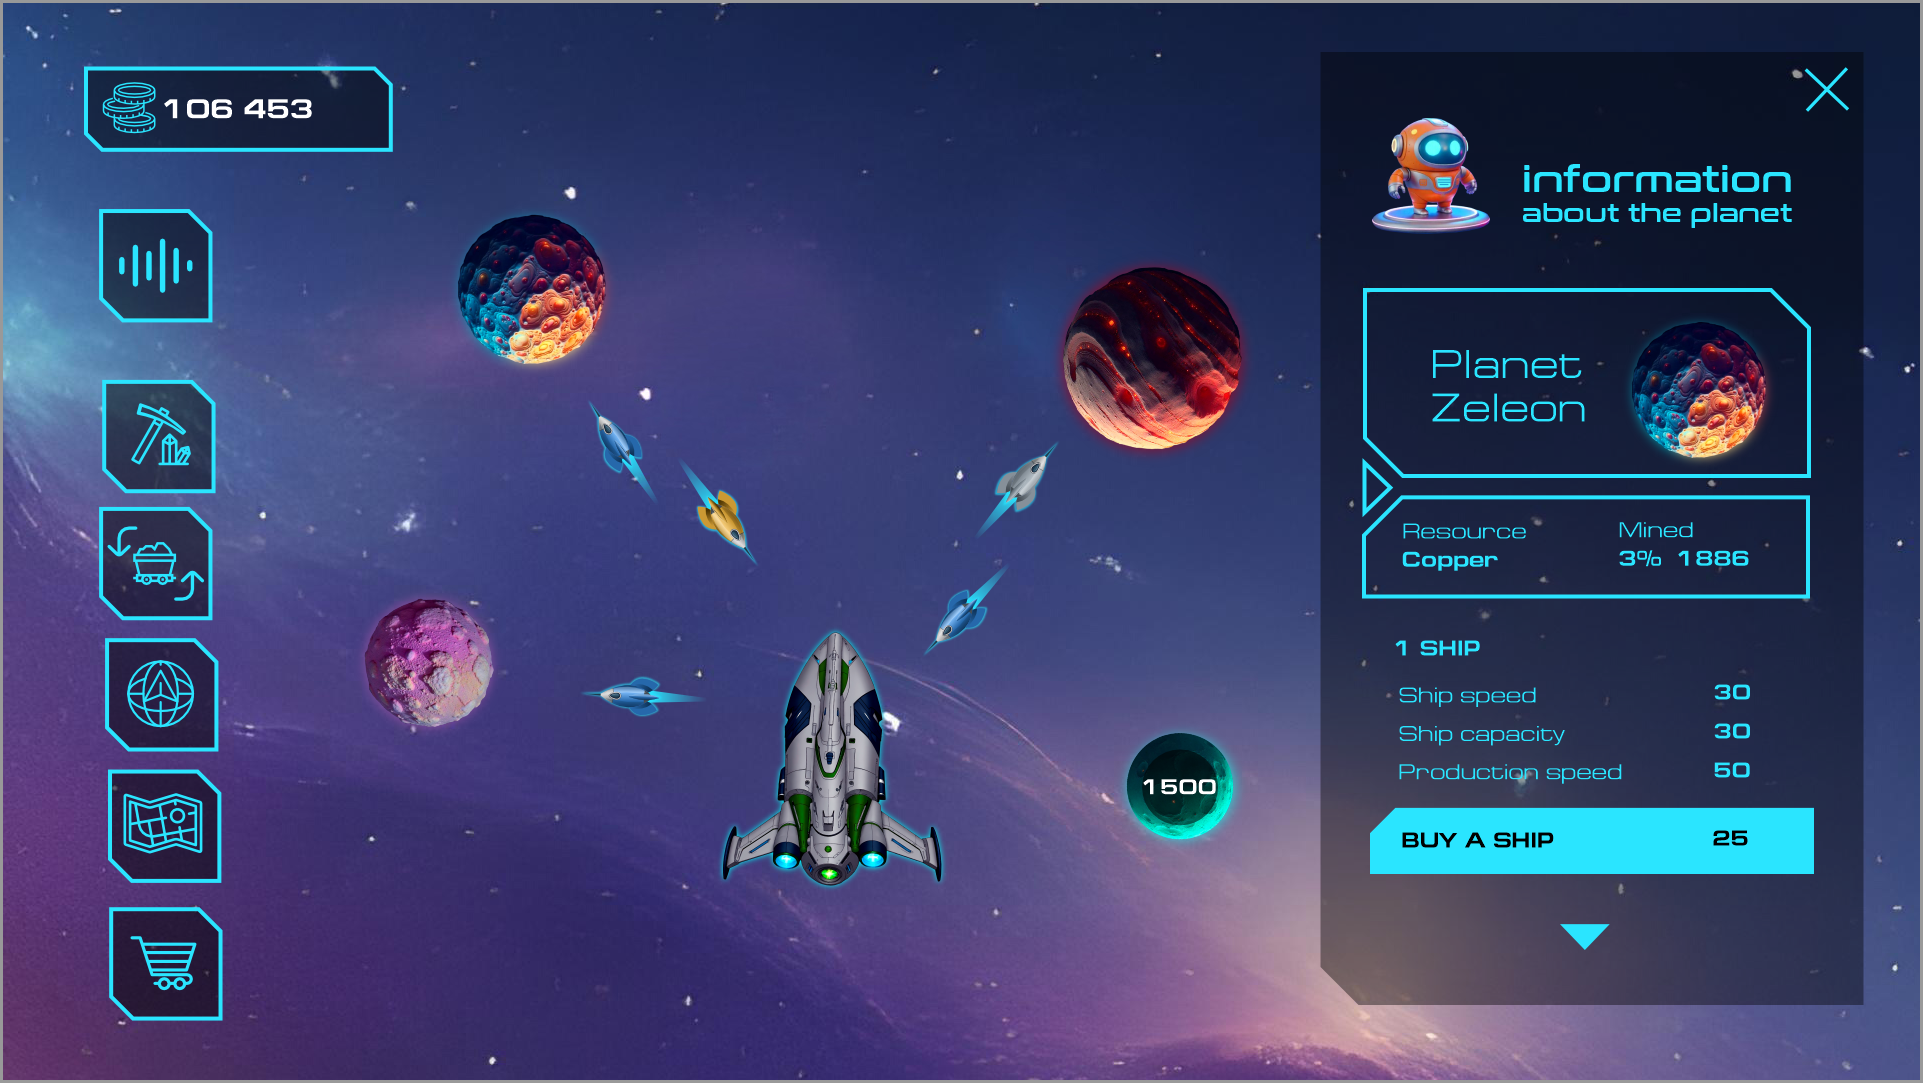 106 453
information
about the planet
Planet
Zeleon
Resource Mined
Copper 3% 1886
1 SHIP
Ship speed 30
Ship capacity 30
Production speed 50
BUY A SHIP 25
1500